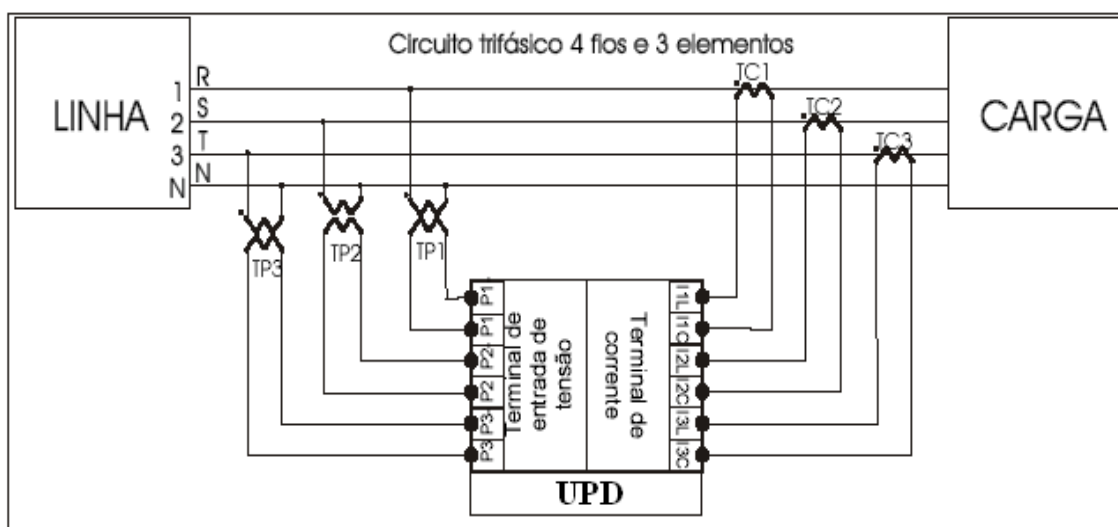 Circuito trifásico 4 fios e 3 elementos
LINHA
1
R
2
S
3
T
N
N
TC1
TC2
TC3
CARGA
TP3
TP2
TP1
P1-
P1
P2-
P2
P3-
P3
Terminal de
entrada de
tensão
Terminal de
corrente
I1L
I1C
I2L
I2C
I3L
I3C
UPD